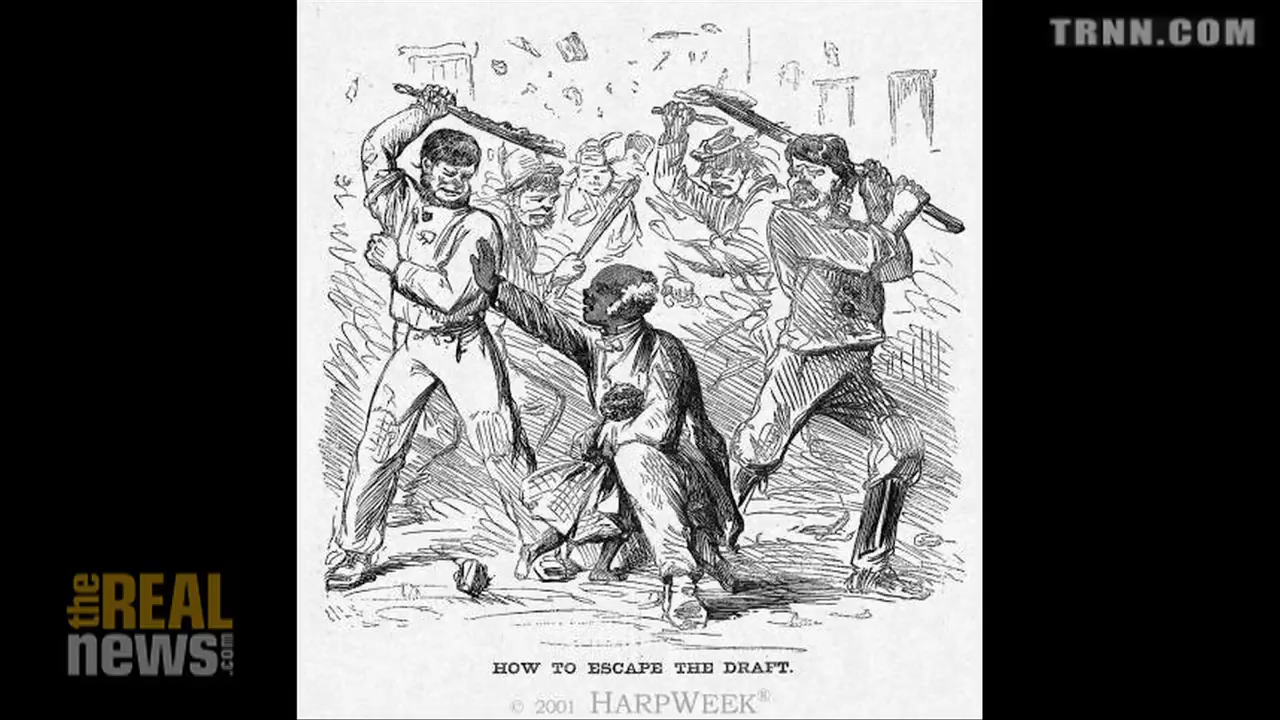 TRNN.COM
HOW TO ESCAPE THE DRAFT.
© 2001 HARPWEEK®
the REAL
news.com